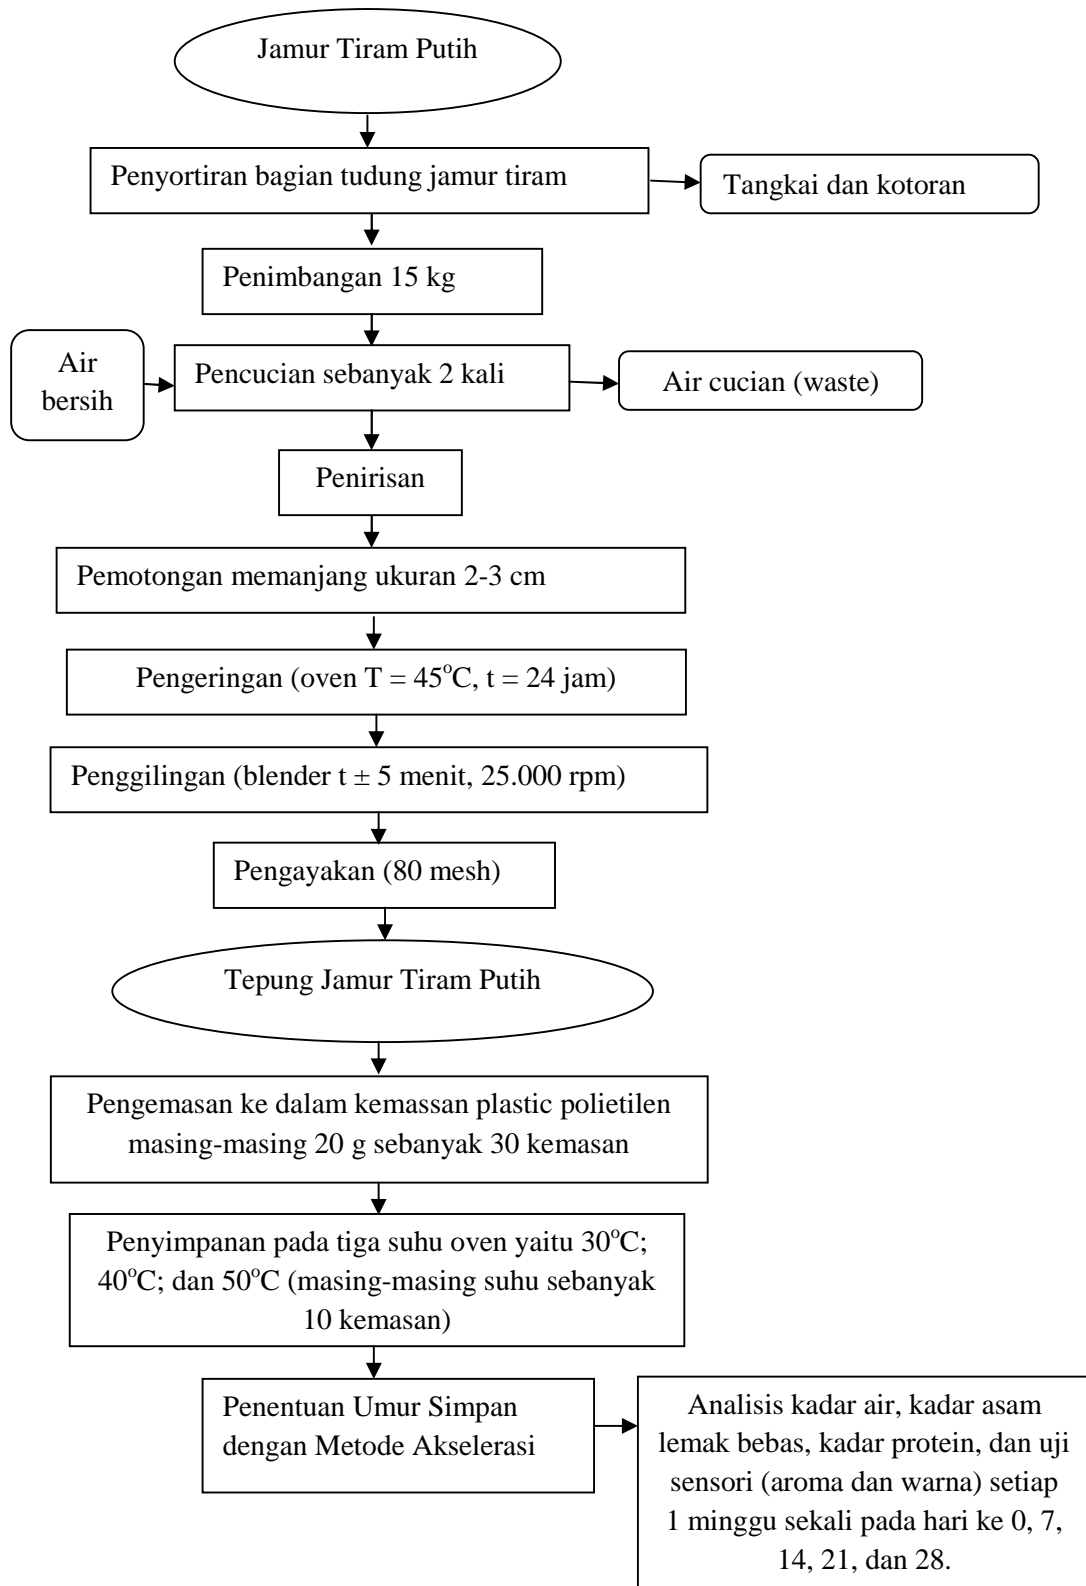 Jamur Tiram Putih
Penyortiran bagian tudung jamur tiram
Tangkai dan kotoran
Penimbangan 15 kg
Air
bersih
Pencucian sebanyak 2 kali
Air cucian (waste)
Penirisan
Pemotongan memanjang ukuran 2-3 cm
Pengeringan (oven T = 45°C, t = 24 jam)
Penggilingan (blender t ± 5 menit, 25.000 rpm)
Pengayakan (80 mesh)
Tepung Jamur Tiram Putih
Pengemasan ke dalam kemassan plastic polietilen
masing-masing 20 g sebanyak 30 kemasan
Penyimpanan pada tiga suhu oven yaitu 30°C;
40°C; dan 50°C (masing-masing suhu sebanyak
10 kemasan)
Penentuan Umur Simpan
dengan Metode Akselerasi
Analisis kadar air, kadar asam
lemak bebas, kadar protein, dan uji
sensori (aroma dan warna) setiap
1 minggu sekali pada hari ke 0, 7,
14, 21, dan 28.